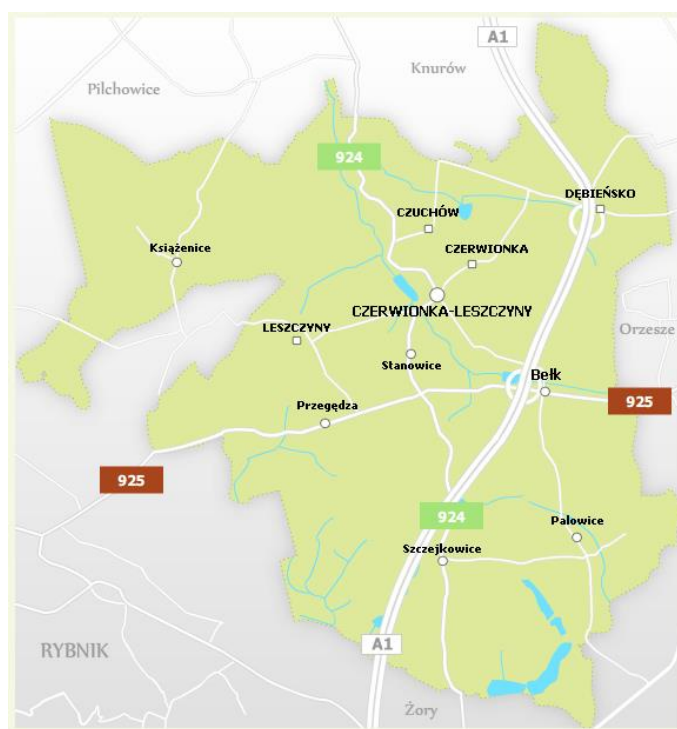 A1
Knurów
Pilchowice
924
DĘBIEŃSKO
CZUCHÓW
Książenice
CZERWIONKA
CZERWIONKA-LESZCZYNY
LESZCZYNY
Orzesze
Stanowice
Bełk
925
Przegędza
925
924
Palowice
Szczejkowice
A1
RYBNIK
Żory